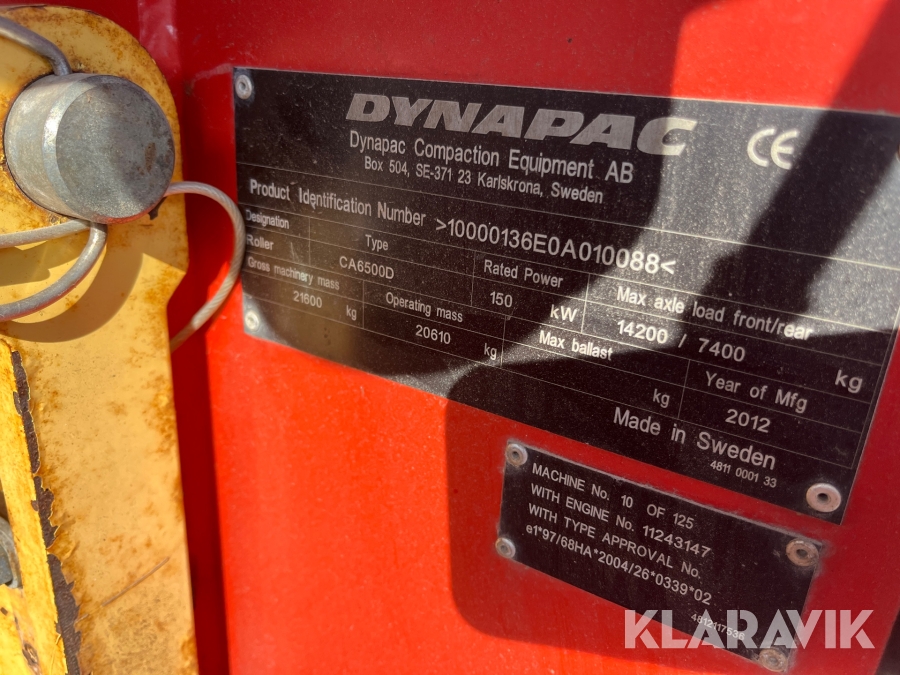 DYNAPAC
CE
Dynapac Compaction Equipment AB
Box 504, SE-371 23 Karlskrona, Sweden
Product Identification Number >10000136E0A010088<
Designation Type Rated Power Max axle load front/rear
Roller CA6500D 150 kW 14200 / 7400 kg
Gross machinery mass Operating mass Max ballast Year of Mfg
21600 kg 20610 kg kg 2012
Made in Sweden
4811 0001 33
MACHINE No. 10 OF 125
WITH ENGINE No. 11243147
WITH TYPE APPROVAL No.
e1*97/68HA*2004/26*0339*02
KLARAVIK